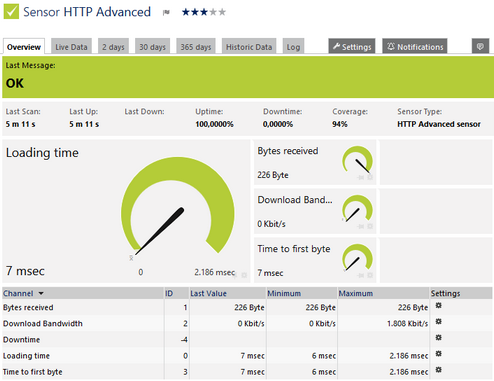 Sensor HTTP Advanced
Overview Live Data 2 days 30 days 365 days Historic Data Log Settings Notifications
Last Message:
OK
Last Scan: Last Up: Last Down: Uptime: Downtime: Coverage: Sensor Type:
5 m 11 s 5 m 11 s 100,0000% 0,0000% 94% HTTP Advanced sensor
Loading time
7 msec
0 2.186 msec
Bytes received
226 Byte
Download Band...
0 Kbit/s
Time to first byte
7 msec
Channel ID Last Value Minimum Maximum Settings
Bytes received 1 226 Byte 226 Byte 226 Byte
Download Bandwidth 2 0 Kbit/s 0 Kbit/s 1.808 Kbit/s
Downtime -4
Loading time 0 7 msec 6 msec 2.186 msec
Time to first byte 3 7 msec 6 msec 2.186 msec